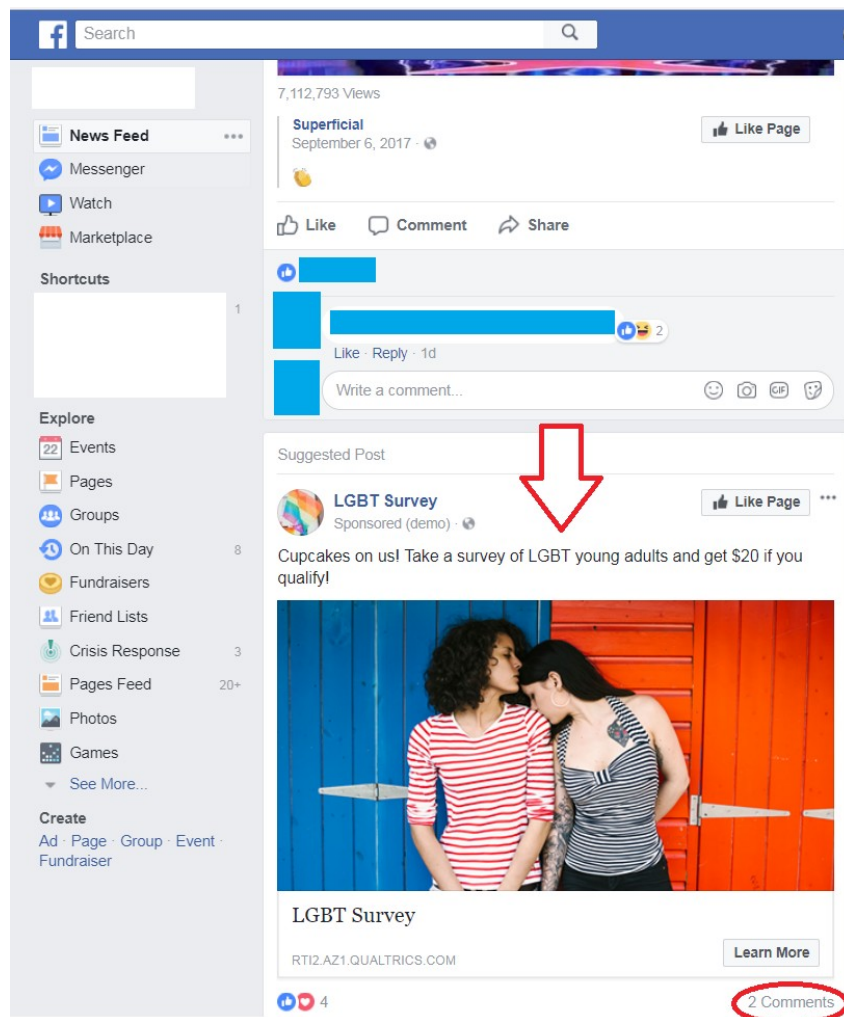 f
Search
News Feed
Messenger
Watch
Marketplace
Shortcuts
1
Explore
22 Events
Pages
Groups
On This Day 8
Fundraisers
Friend Lists
Crisis Response 3
Pages Feed 20+
Photos
Games
See More...
Create
Ad · Page · Group · Event ·
Fundraiser
7,112,793 Views
Superficial
Like Page
September 6, 2017 ·
Like Comment Share
2
Like · Reply · 1d
Write a comment...
GIF
Suggested Post
LGBT Survey
Like Page
Sponsored (demo) ·
Cupcakes on us! Take a survey of LGBT young adults and get $20 if you
qualify!
LGBT Survey
RTI2.AZ1.QUALTRICS.COM
Learn More
4
2 Comments